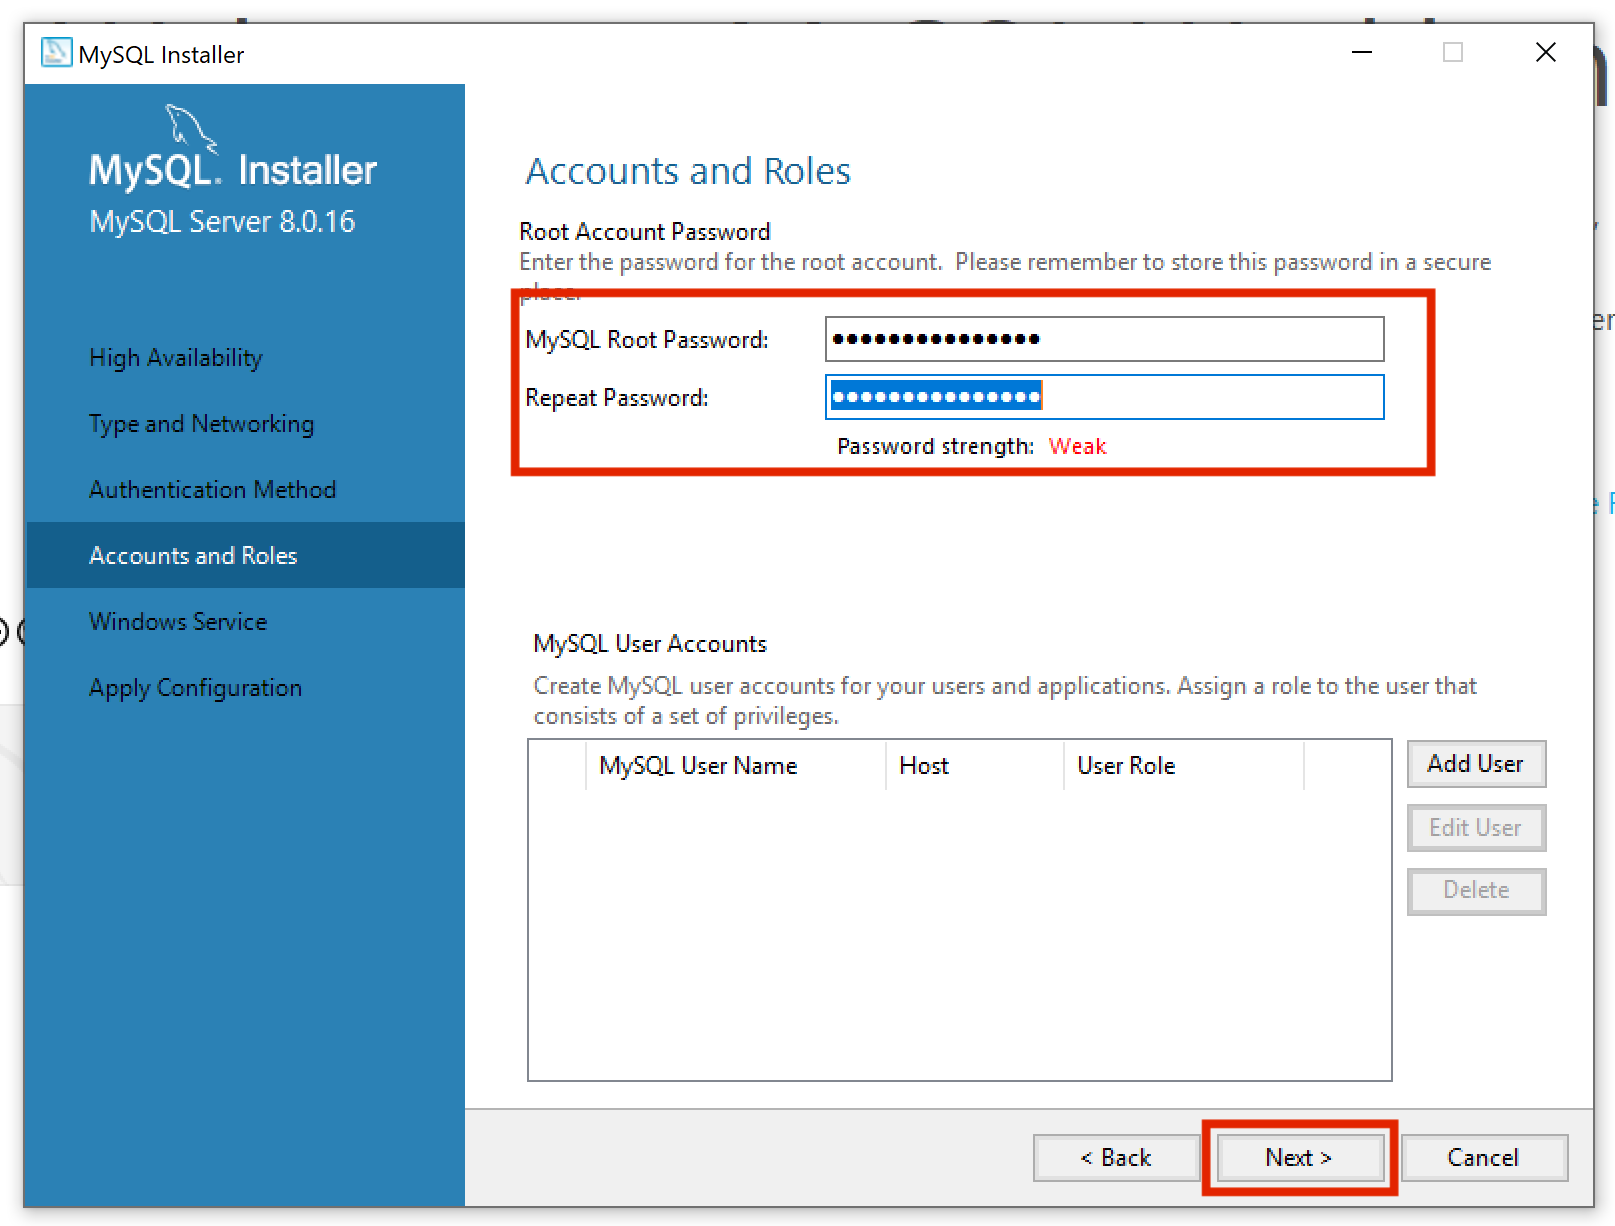 MySQL Installer
MySQL. Installer
MySQL Server 8.0.16
High Availability
Type and Networking
Authentication Method
Accounts and Roles
Windows Service
Apply Configuration
Accounts and Roles
Root Account Password
Enter the password for the root account.  Please remember to store this password in a secure
place.
MySQL Root Password:
Repeat Password:
Password strength: Weak
MySQL User Accounts
Create MySQL user accounts for your users and applications. Assign a role to the user that
consists of a set of privileges.
MySQL User Name Host User Role
Add User
Edit User
Delete
< Back Next > Cancel